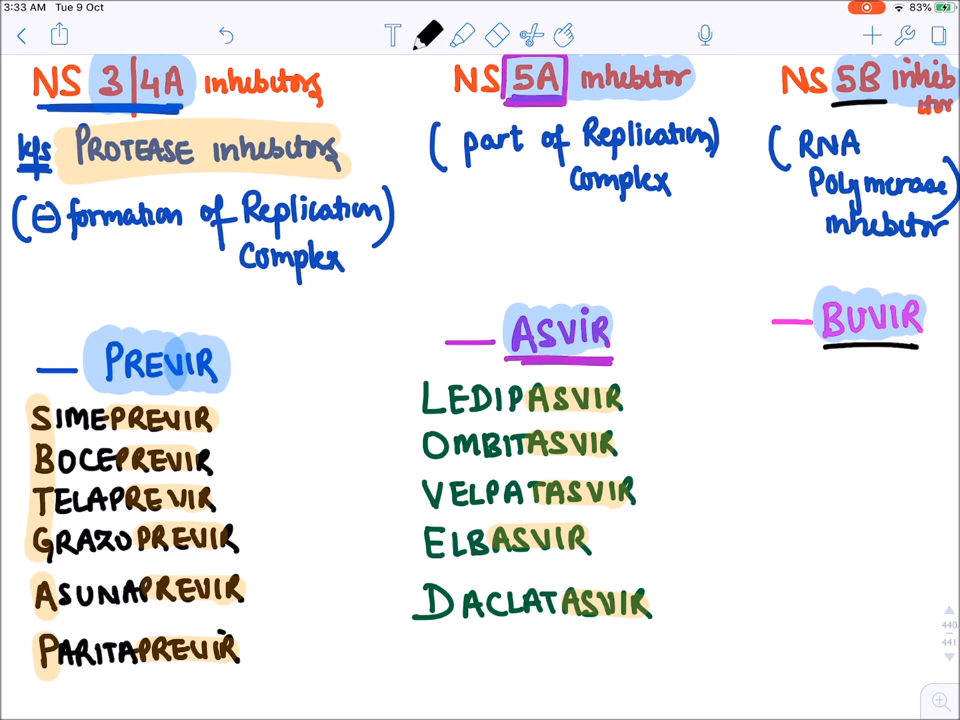 3:33 AM Tue 9 Oct
83%
T
NS 3|4A inhibitors
k/s PROTEASE inhibitors
(⊖ formation of Replication Complex)
— PREVIR
SIMEPREVIR
BOCEPREVIR
TELAPREVIR
GRAZOPREVIR
ASUNAPREVIR
PARITAPREVIR
NS 5A inhibitor
(part of Replication)
complex
— ASVIR
LEDIPASVIR
OMBITASVIR
VELPATASVIR
ELBASVIR
DACLATASVIR
NS 5B inhibitor
(RNA
Polymerase)
inhibitor
— BUVIR
440
441